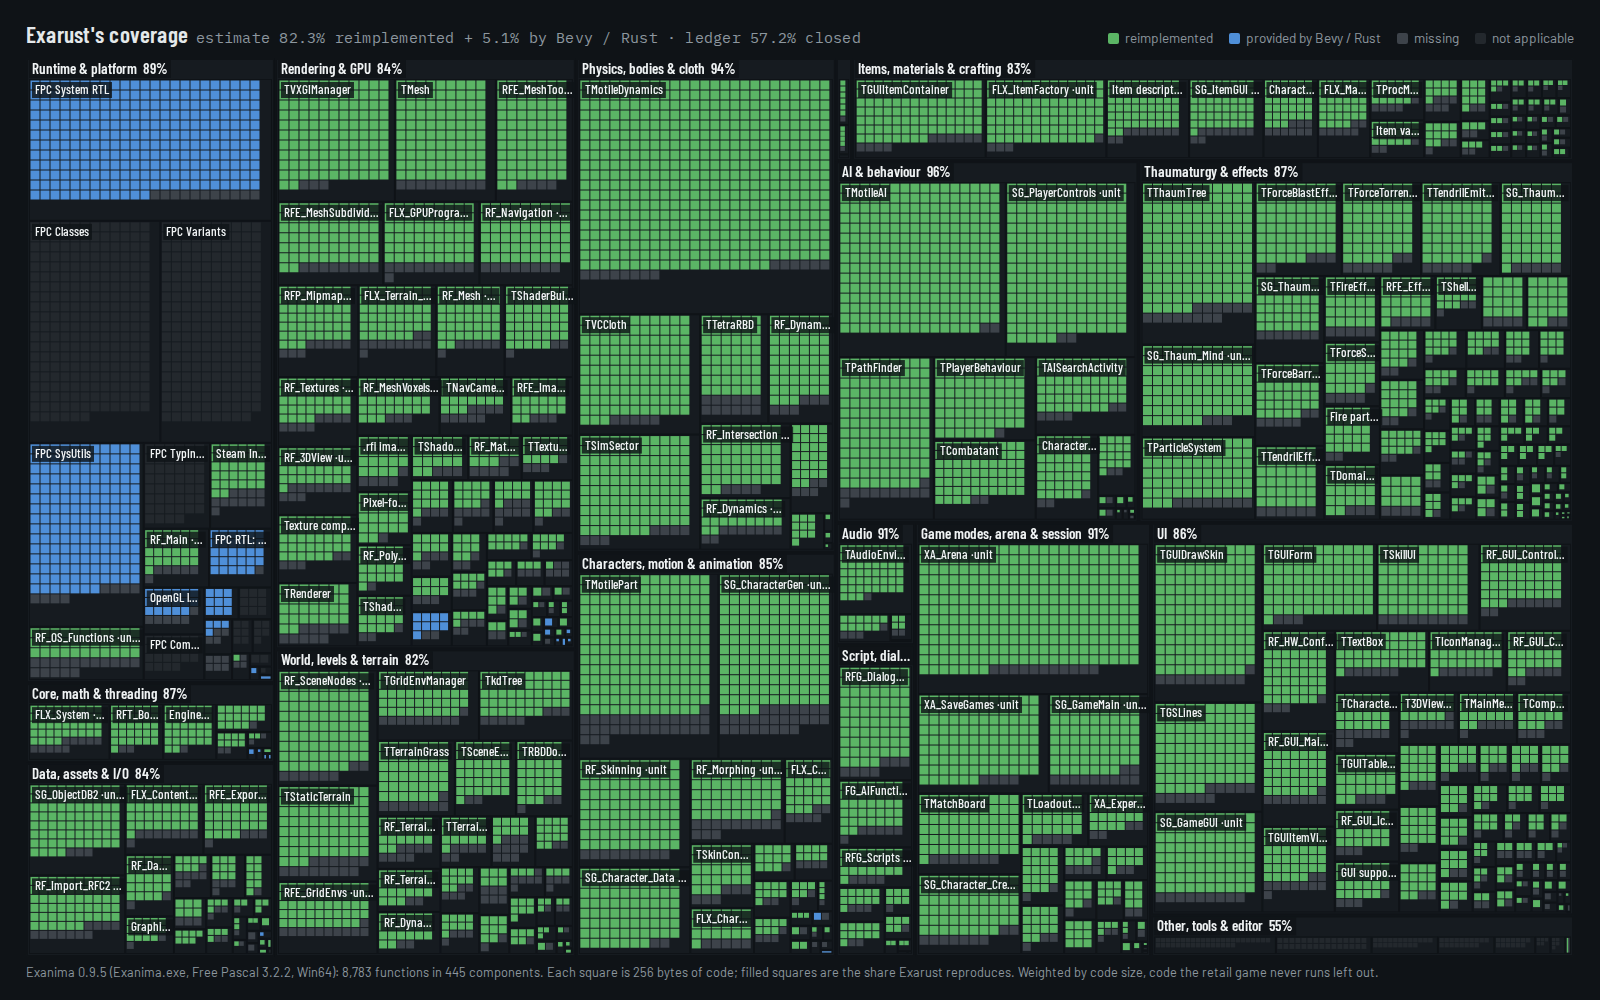 Exarust's coverage estimate 82.3% reimplemented + 5.1% by Bevy / Rust · ledger 57.2% closed
reimplemented provided by Bevy / Rust missing not applicable
Runtime & platform 89%
FPC System RTL
FPC Classes FPC Variants
FPC SysUtils FPC TypIn... Steam In...
RF_Main -... FPC RTL: ...
OpenGL I...
RF_OS_Functions -un... FPC Com...
Core, math & threading 87%
FLX_System -... RFT_Bo... Engine...
Data, assets & I/O 84%
SG_ObjectDB2 -un... FLX_Content... RFE_Expor...
RF_Da...
RF_Import_RFC2 ...
Graphi...
Rendering & GPU 84%
TVXGIManager TMesh RFE_MeshToo...
RFE_MeshSubdivid... FLX_GPUProgra... RF_Navigation -...
RFP_Mipmap... FLX_Terrain_... RF_Mesh -... TShaderBui...
RF_Textures -... RF_MeshVoxels... TNavCame... RFE_Ima...
RF_3DView -u... .rfi Ima... TShado... RF_Mat... TTextu...
Pixel-fo...
Texture comp...
RF_Poly...
TRenderer TShad...
World, levels & terrain 82%
RF_SceneNodes -... TGridEnvManager TkdTree
TTerrainGrass TSceneE... TRBDDo...
TStaticTerrain
RF_Terrai... TTerrai...
RF_Terrai...
RFE_GridEnvs -un...
RF_Dyna...
Physics, bodies & cloth 94%
TMotileDynamics
TVCCloth TTetraRBD RF_Dynam...
TSimSector RF_Intersection ...
RF_Dynamics -...
Characters, motion & animation 85%
TMotilePart SG_CharacterGen -un...
RF_Skinning -unit RF_Morphing -un... FLX_C...
TSkinCon...
SG_Character_Data ...
FLX_Char...
Items, materials & crafting 83%
TGUIItemContainer FLX_ItemFactory -unit Item descript... SG_ItemGUI ... Charact... FLX_Ma... TProcM...
Item va...
AI & behaviour 96%
TMotileAI SG_PlayerControls -unit
TPathFinder TPlayerBehaviour TAISearchActivity
TCombatant Character...
Thaumaturgy & effects 87%
TThaumTree TForceBlastEff... TForceTorren... TTendrilEmit... SG_Thaum...
SG_Thaum... TFireEff... RFE_Eff... TShell...
SG_Thaum_Mind -un... TForceS...
TForceBarr...
Fire part...
TParticleSystem TTendrilEff... TDomai...
Audio 91%
TAudioEnvi...
Script, dial...
RFG_Dialog...
FG_AIFuncti...
RFG_Scripts ...
Game modes, arena & session 91%
XA_Arena -unit
XA_SaveGames -unit SG_GameMain -un...
TMatchBoard TLoadout... XA_Exper...
SG_Character_Cre...
UI 86%
TGUIDrawSkin TGUIForm TSkillUI RF_GUI_Control...
RF_HW_Conf... TTextBox TIconManag... RF_GUI_C...
TGSLines TCharacte... T3DView... TMainMe... TComp...
RF_GUI_Mai...
TGUITable...
SG_GameGUI -unit RF_GUI_Ic...
TGUIItemVi...
GUI suppo...
Other, tools & editor 55%
Exanima 0.9.5 (Exanima.exe, Free Pascal 3.2.2, Win64): 8,783 functions in 445 components. Each square is 256 bytes of code; filled squares are the share Exarust reproduces. Weighted by code size, code the retail game never runs left out.